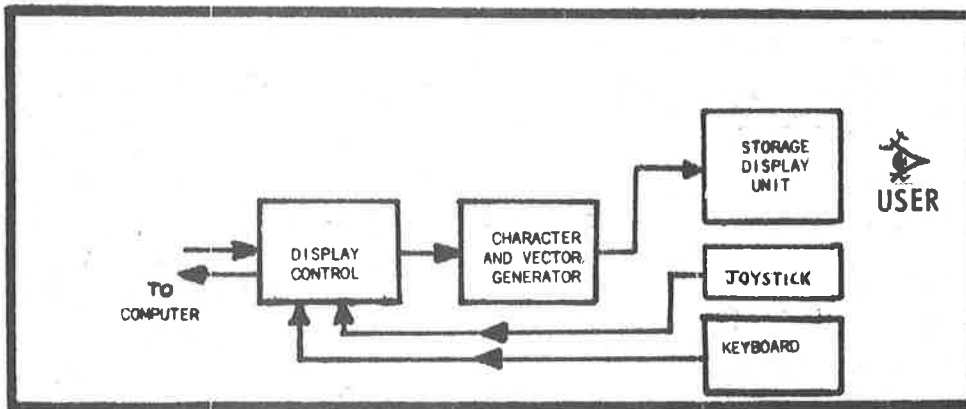 STORAGE
DISPLAY
UNIT
USER
DISPLAY
CONTROL
CHARACTER
AND VECTOR
GENERATOR
JOYSTICK
TO
COMPUTER
KEYBOARD